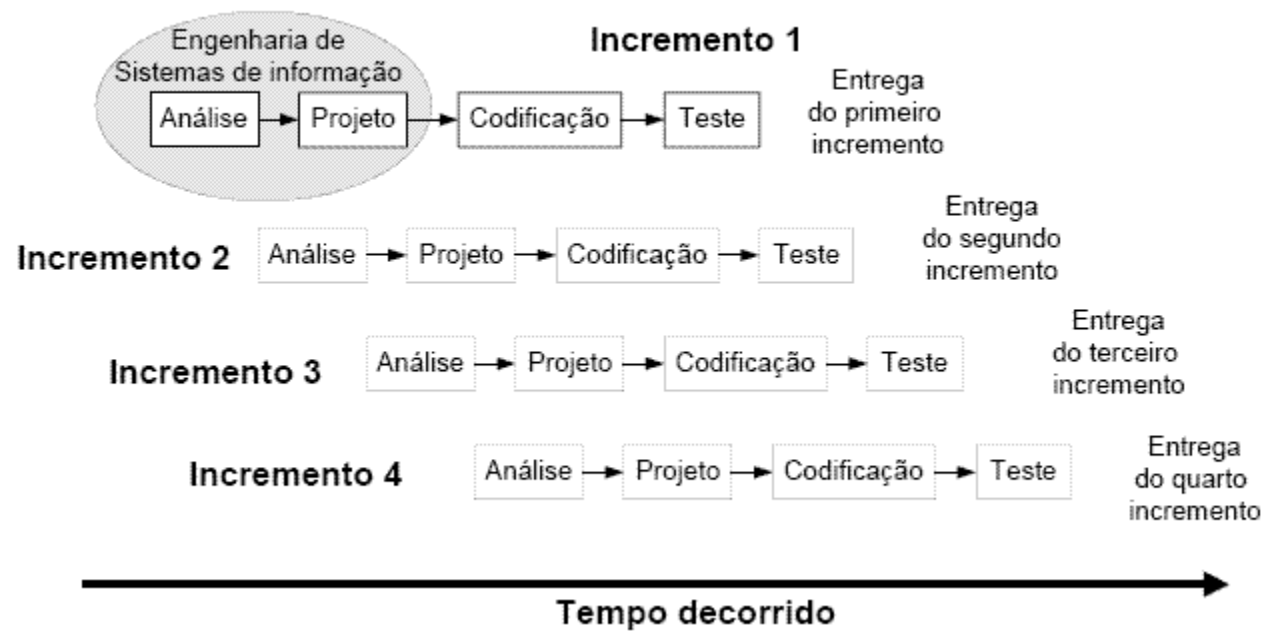 Engenharia de
Sistemas de informação
Incremento 1
Análise
Projeto
Codificação
Teste
Entrega
do primeiro
incremento
Incremento 2
Análise
Projeto
Codificação
Teste
Entrega
do segundo
incremento
Incremento 3
Análise
Projeto
Codificação
Teste
Entrega
do terceiro
incremento
Incremento 4
Análise
Projeto
Codificação
Teste
Entrega
do quarto
incremento
Tempo decorrido